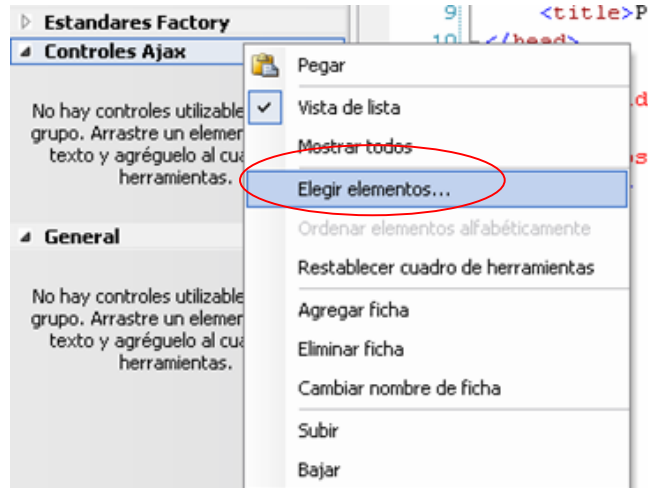 Estandares Factory
Controles Ajax
No hay controles utilizable
grupo. Arrastre un elemen
texto y agréguelo al cua
herramientas.
General
No hay controles utilizable
grupo. Arrastre un elemen
texto y agréguelo al cua
herramientas.
Pegar
Vista de lista
Mostrar todos
Elegir elementos...
Ordenar elementos alfabéticamente
Restablecer cuadro de herramientas
Agregar ficha
Eliminar ficha
Cambiar nombre de ficha
Subir
Bajar
9 <title>P
10 </head>